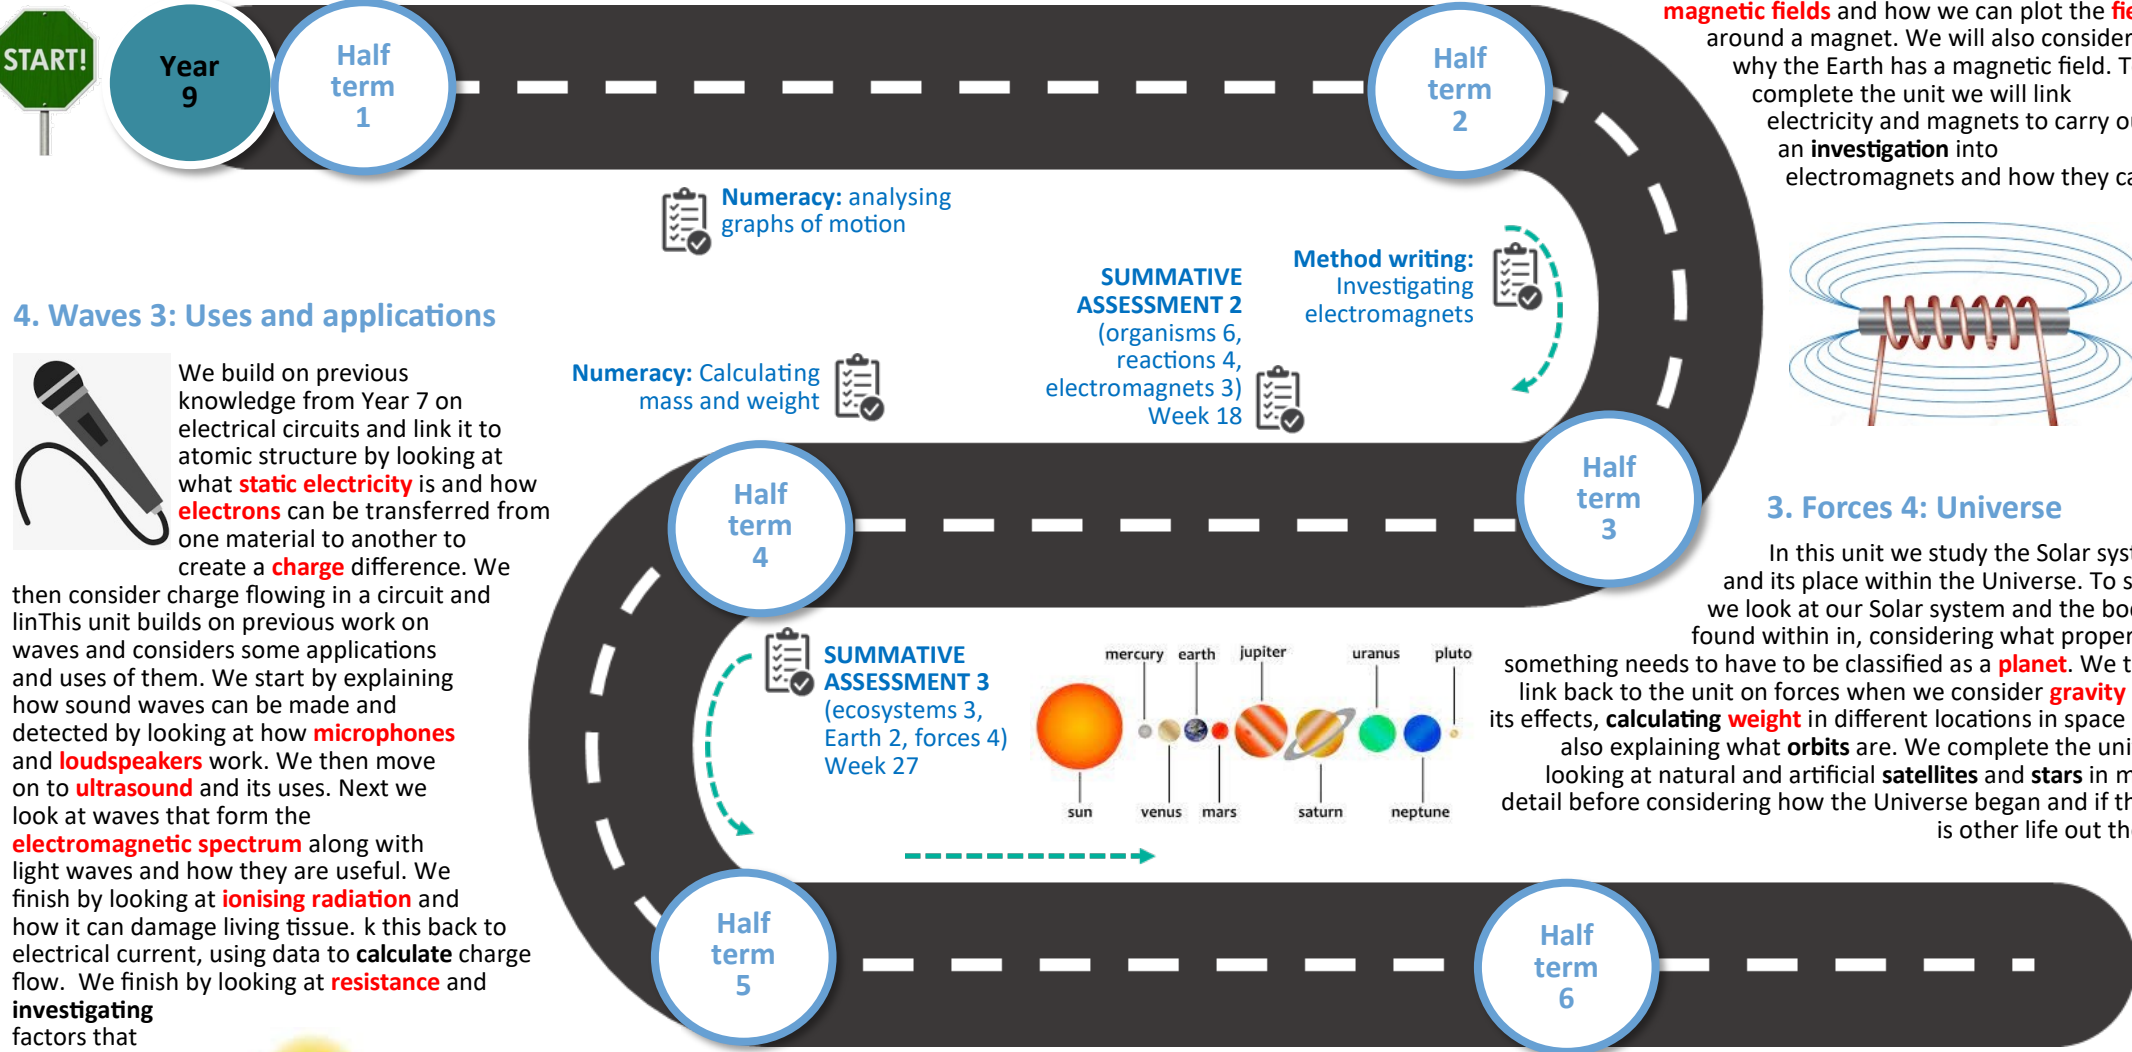 START!
Year
9
Half
term
1
Half
term
2
magnetic fields and how we can plot the
around a magnet. We will also consider
why the Earth has a magnetic field.
complete the unit we will link
electricity and magnets to carry
an investigation into
electromagnets and how they
Numeracy: analysing
graphs of motion
Method writing:
Investigating
electromagnets
SUMMATIVE
ASSESSMENT 2
(organisms 6,
reactions 4,
electromagnets 3)
Week 18
Numeracy: Calculating
mass and weight
4. Waves 3: Uses and applications
We build on previous
knowledge from Year 7 on
electrical circuits and link it to
atomic structure by looking at
what static electricity is and how
electrons can be transferred from
one material to another to
create a charge difference. We
then consider charge flowing in a circuit and
linThis unit builds on previous work on
waves and considers some applications
and uses of them. We start by explaining
how sound waves can be made and
detected by looking at how microphones
and loudspeakers work. We then move
on to ultrasound and its uses. Next we
look at waves that form the
electromagnetic spectrum along with
light waves and how they are useful. We
finish by looking at ionising radiation and
how it can damage living tissue. k this back to
electrical current, using data to calculate charge
flow. We finish by looking at resistance and
investigating
factors that
Half
term
3
Half
term
4
3. Forces 4: Universe
In this unit we study the Solar
and its place within the Universe. To
we look at our Solar system and the
found within in, considering what
something needs to have to be classified as a planet. We
link back to the unit on forces when we consider gravity
its effects, calculating weight in different locations in space
also explaining what orbits are. We complete the
looking at natural and artificial satellites and stars in
detail before considering how the Universe began and if
is other life out
SUMMATIVE
ASSESSMENT 3
(ecosystems 3,
Earth 2, forces 4)
Week 27
mercury earth jupiter uranus pluto
sun venus mars saturn neptune
Half
term
5
Half
term
6